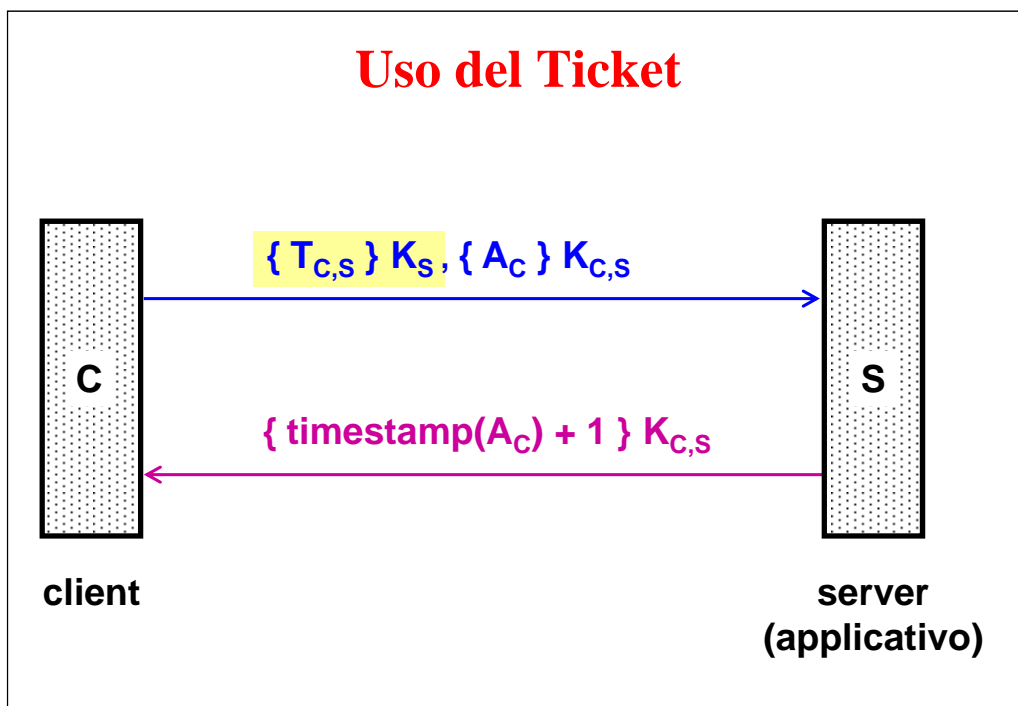 Uso del Ticket
{ T_C,S } K_S , { A_C } K_C,S
C
S
{ timestamp(A_C) + 1 } K_C,S
client
server
(applicativo)